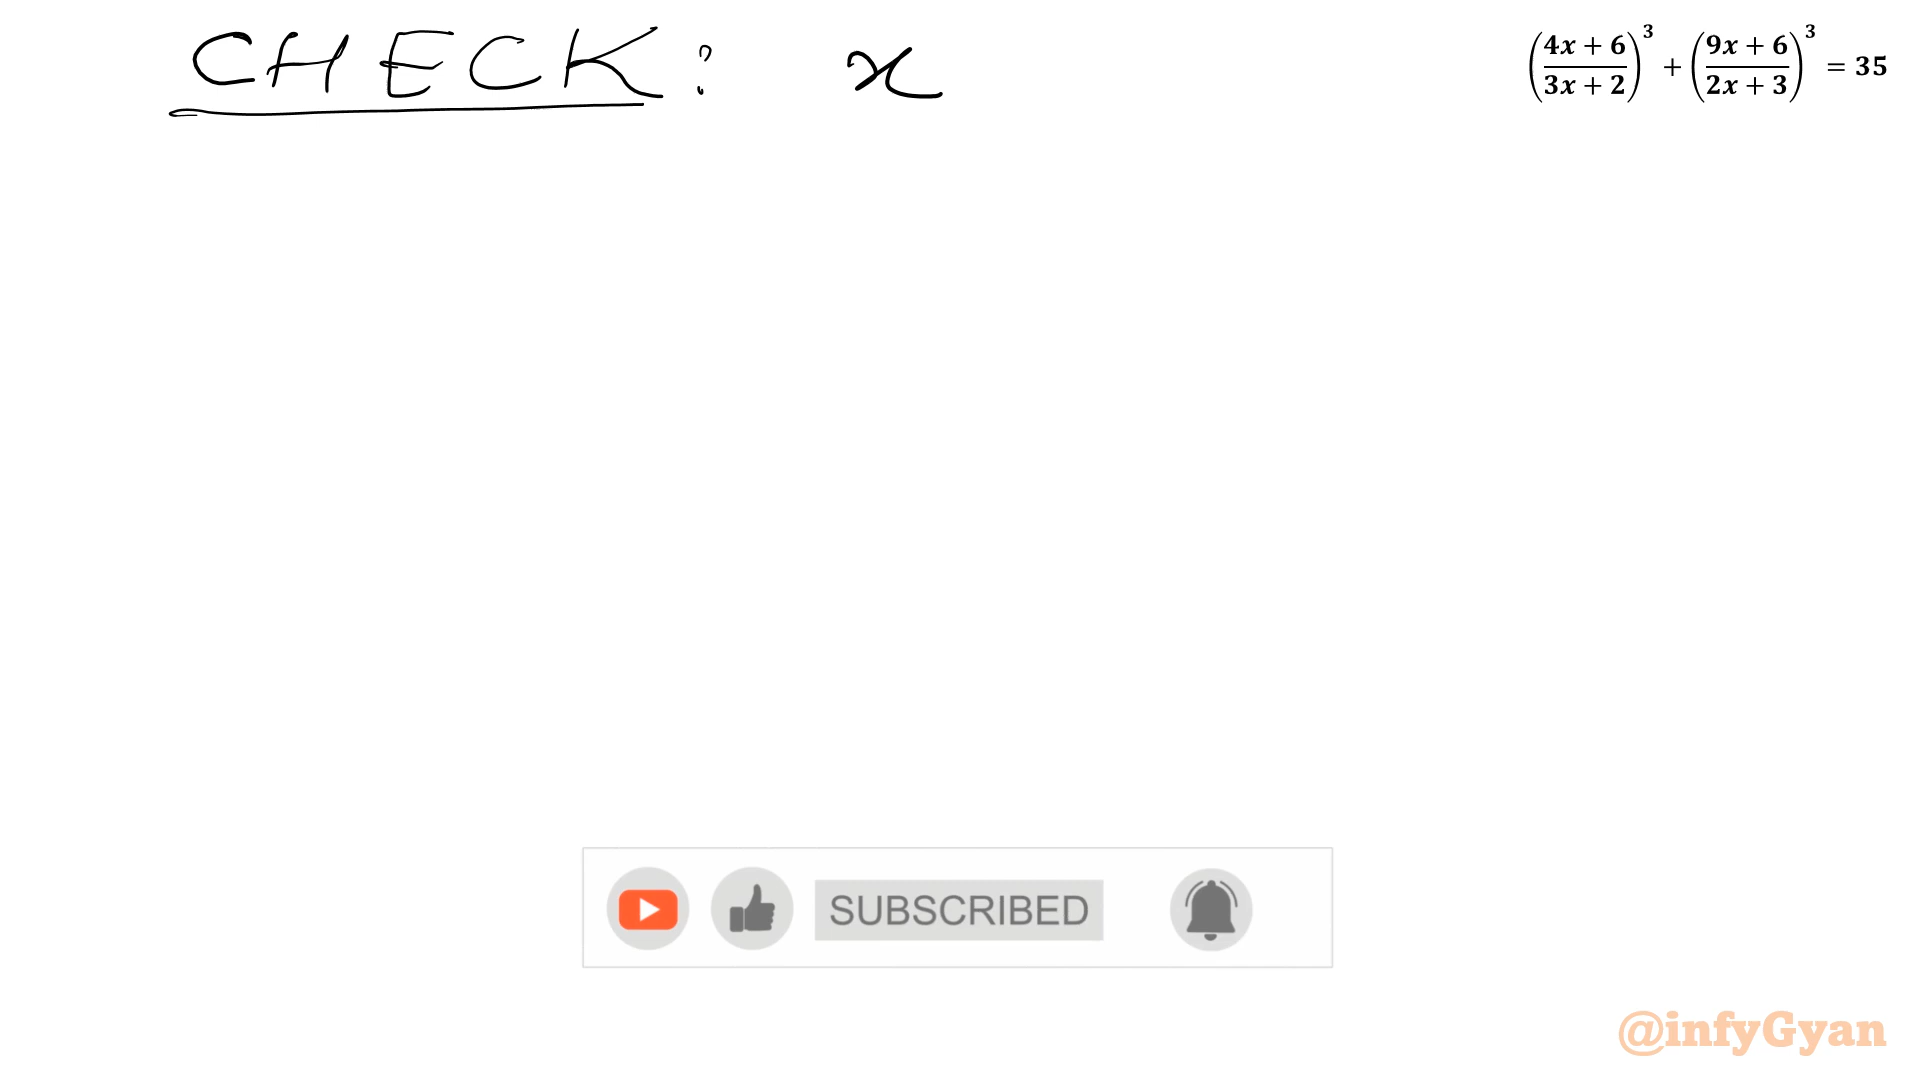 CHECK: x
(4x + 6 / 3x + 2)³ + (9x + 6 / 2x + 3)³ = 35
SUBSCRIBED
@infyGyan